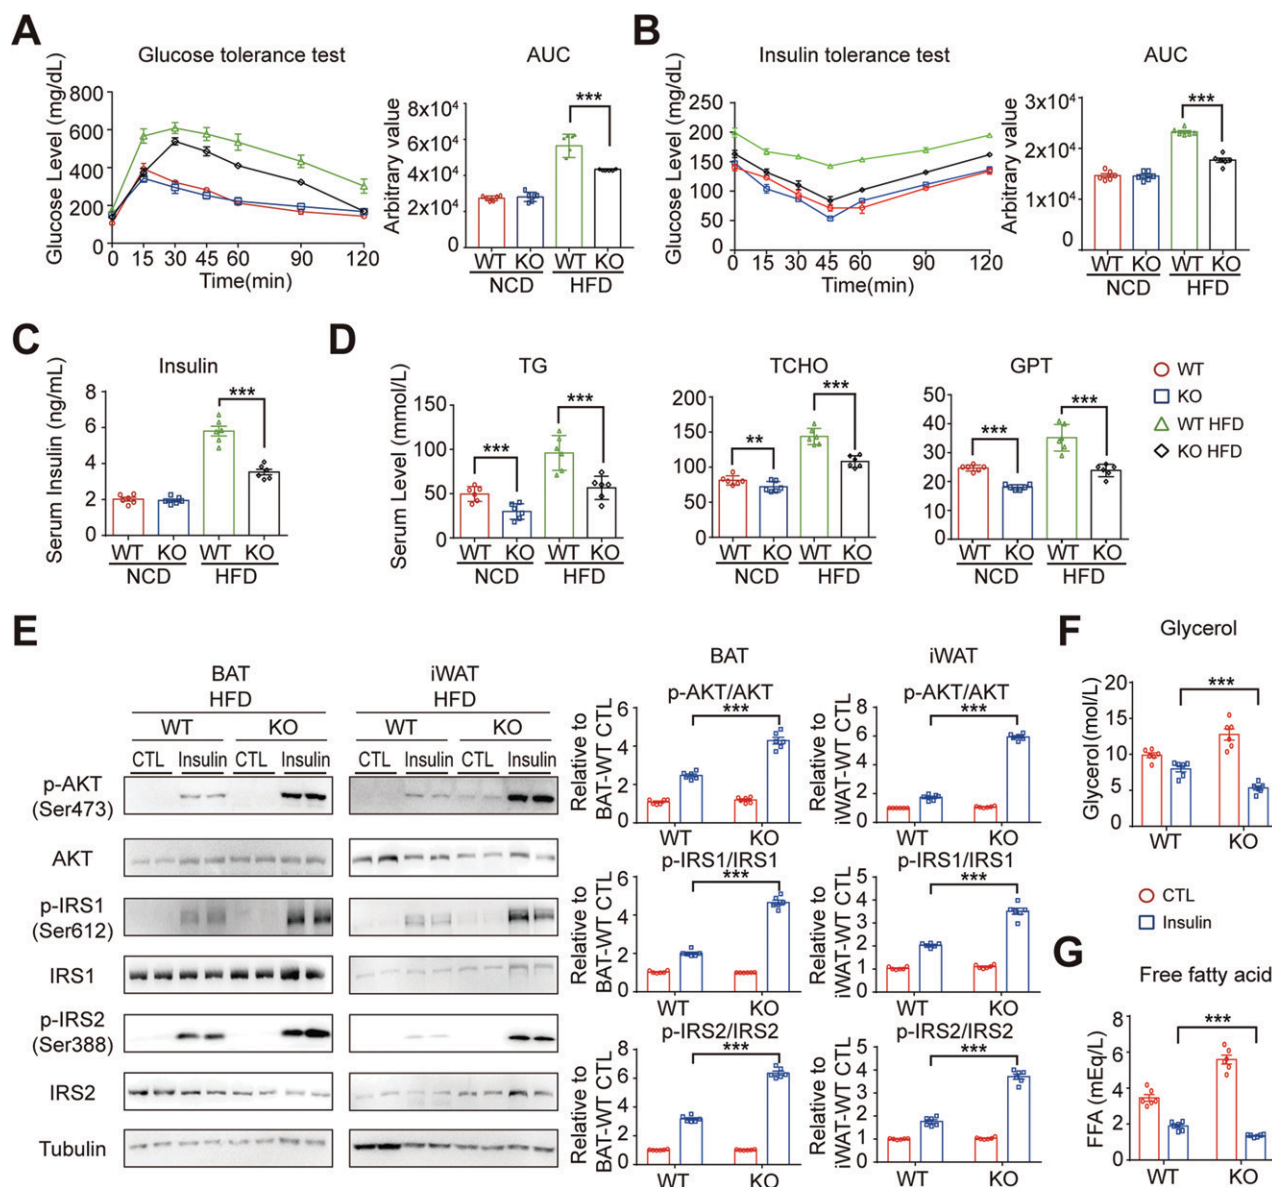 A
Glucose tolerance test
Glucose Level (mg/dL)
800
600
400
200
0
0 15 30 45 60 90 120
Time(min)
AUC
Arbitrary value
8x10⁴
6x10⁴
4x10⁴
2x10⁴
0
***
WT KO WT KO
NCD HFD
B
Insulin tolerance test
Glucose Level (mg/dL)
250
200
150
100
50
0
0 15 30 45 60 90 120
Time(min)
AUC
Arbitrary value
3x10⁴
2x10⁴
1x10⁴
0
***
WT KO WT KO
NCD HFD
C
Insulin
Serum Insulin (ng/mL)
8
6
4
2
0
***
WT KO WT KO
NCD HFD
D
TG
Serum Level (mmol/L)
150
100
50
0
***
***
WT KO WT KO
NCD HFD
TCHO
200
150
100
50
0
**
***
WT KO WT KO
NCD HFD
GPT
50
40
30
20
10
0
***
***
WT KO WT KO
NCD HFD
WT
KO
WT HFD
KO HFD
E
BAT
HFD
WT KO
CTL Insulin CTL Insulin
iWAT
HFD
WT KO
CTL Insulin CTL Insulin
p-AKT
(Ser473)
AKT
p-IRS1
(Ser612)
IRS1
p-IRS2
(Ser388)
IRS2
Tubulin
BAT
p-AKT/AKT
Relative to
BAT-WT CTL
6
4
2
0
***
WT KO
iWAT
p-AKT/AKT
Relative to
iWAT-WT CTL
8
6
4
2
0
***
WT KO
p-IRS1/IRS1
Relative to
BAT-WT CTL
6
4
2
0
***
WT KO
p-IRS1/IRS1
Relative to
iWAT-WT CTL
5
4
3
2
1
0
***
WT KO
p-IRS2/IRS2
Relative to
BAT-WT CTL
8
6
4
2
0
***
WT KO
p-IRS2/IRS2
Relative to
iWAT-WT CTL
5
4
3
2
1
0
***
WT KO
F
Glycerol
Glycerol(mol/L)
20
15
10
5
0
***
WT KO
CTL
Insulin
G
Free fatty acid
FFA (mEq/L)
8
6
4
2
0
***
WT KO